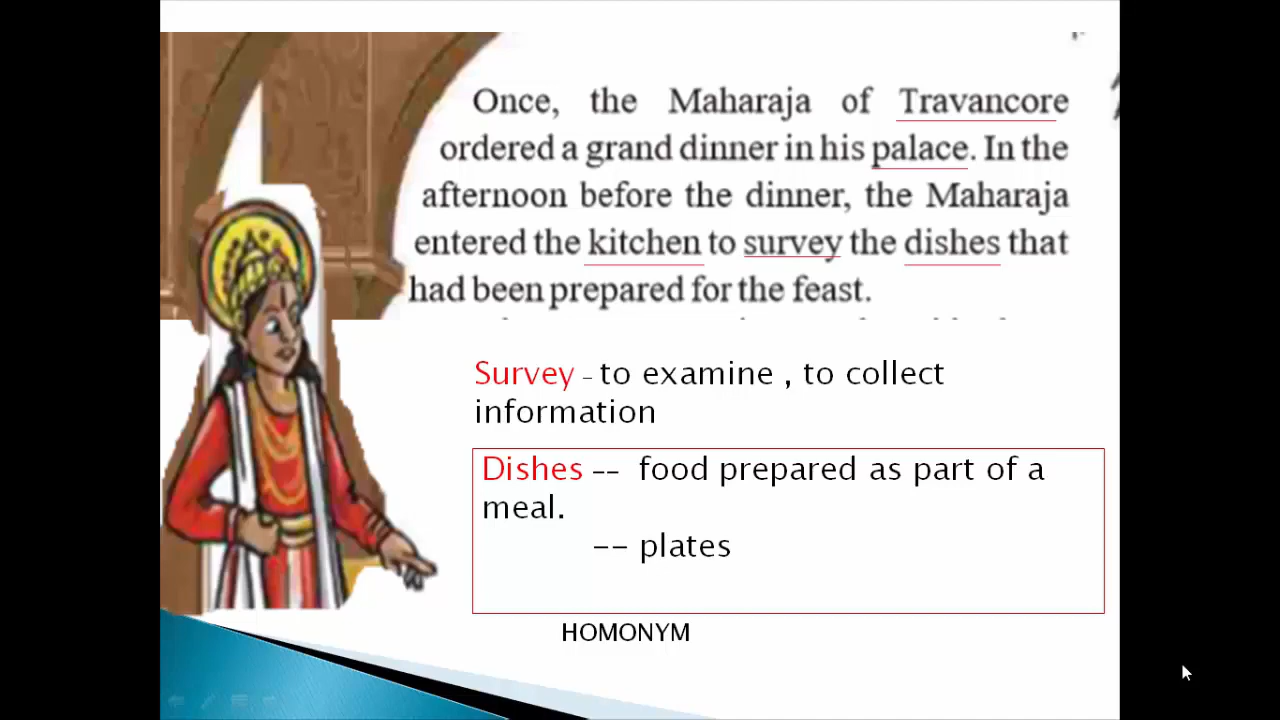 Once, the Maharaja of Travancore
ordered a grand dinner in his palace. In the
afternoon before the dinner, the Maharaja
entered the kitchen to survey the dishes that
had been prepared for the feast.
Survey – to examine , to collect
information
Dishes -- food prepared as part of a
meal.
-- plates
HOMONYM